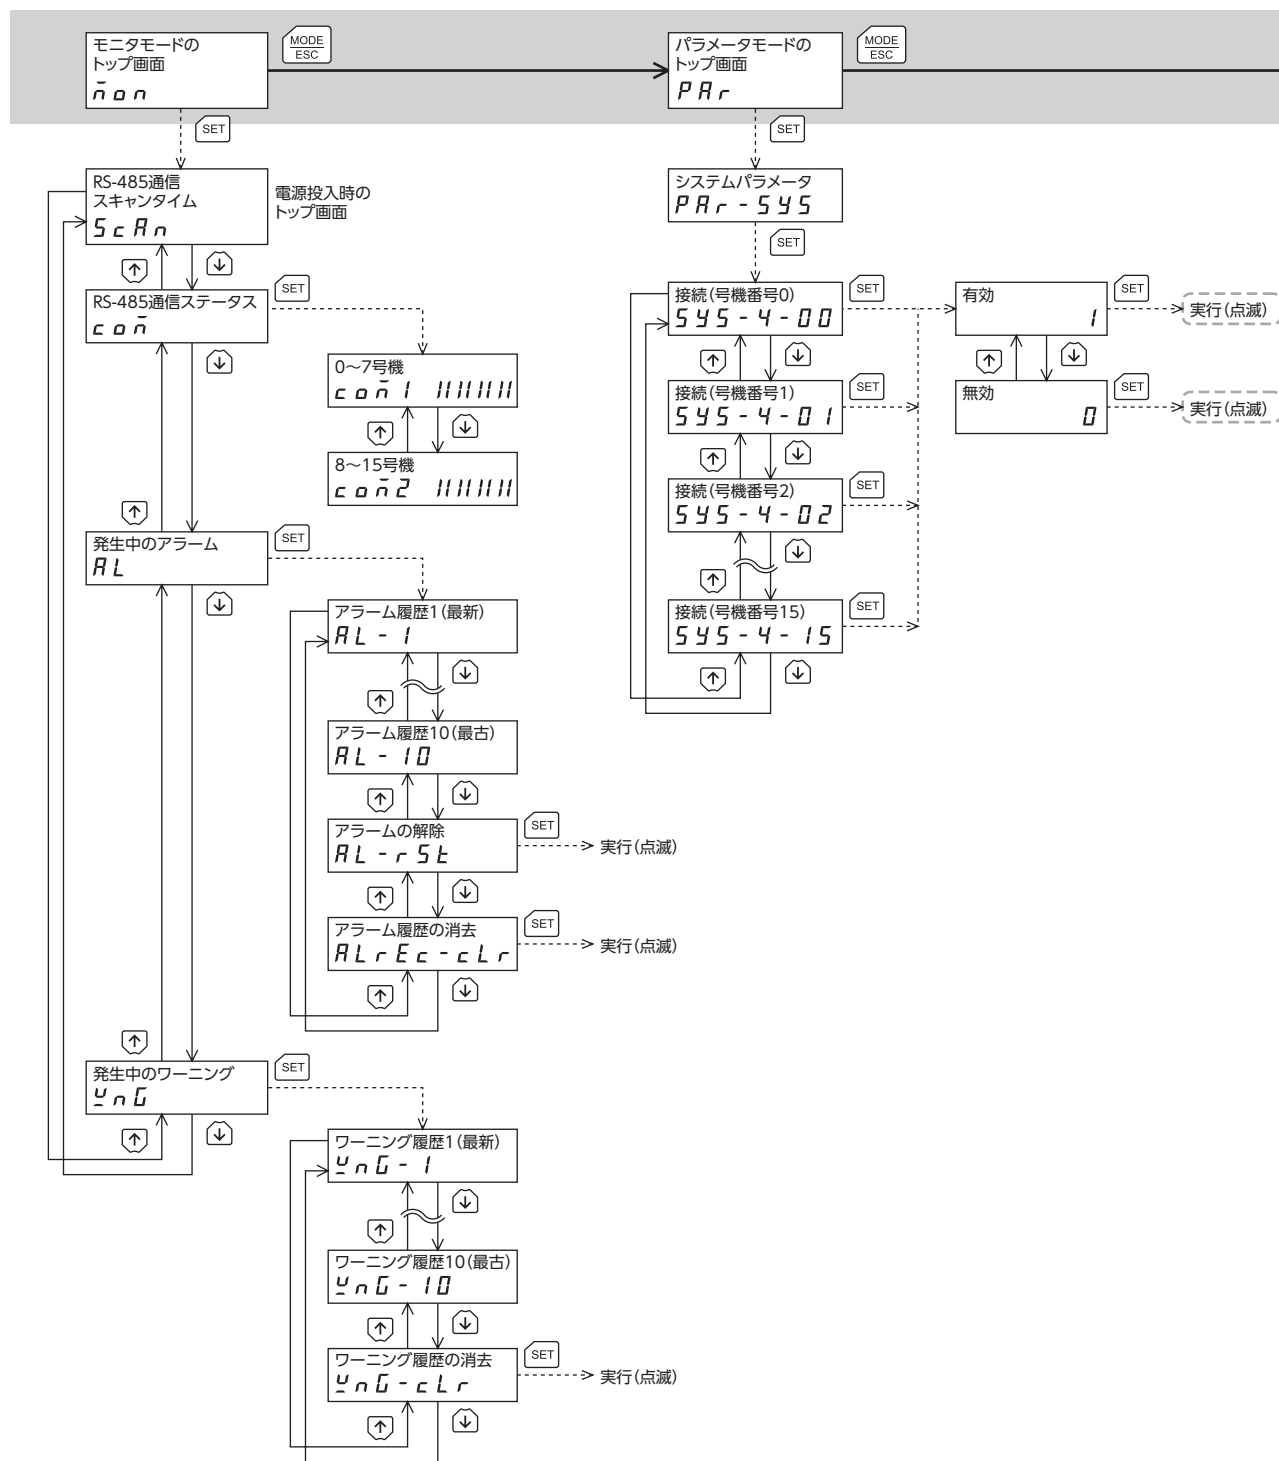 モニタモードの
トップ画面
mon
MODE
ESC
パラメータモードの
トップ画面
PAr
MODE
ESC
SET
SET
RS-485通信
スキャンタイム
ScAn
電源投入時の
トップ画面
システムパラメータ
PAr-SYS
SET
↑
↓
RS-485通信ステータス
com
SET
↓
0～7号機
com1 11111111
↑
↓
8～15号機
com2 11111111
接続(号機番号0)
SYS-4-00
SET
有効
1
SET
実行(点滅)
↑
↓
↑
↓
接続(号機番号1)
SYS-4-01
SET
無効
0
SET
実行(点滅)
↑
↓
接続(号機番号2)
SYS-4-02
SET
↑
↓
接続(号機番号15)
SYS-4-15
SET
↑
↓
↑
発生中のアラーム
AL
SET
↓
アラーム履歴1(最新)
AL-1
↑
↓
アラーム履歴10(最古)
AL-10
↑
↓
アラームの解除
AL-rSt
SET
実行(点滅)
↑
↓
アラーム履歴の消去
ALrEc-cLr
SET
実行(点滅)
↑
↓
↑
発生中のワーニング
WnG
SET
↑
↓
ワーニング履歴1(最新)
WnG-1
↑
↓
ワーニング履歴10(最古)
WnG-10
↑
↓
ワーニング履歴の消去
WnG-cLr
SET
実行(点滅)
↑
↓